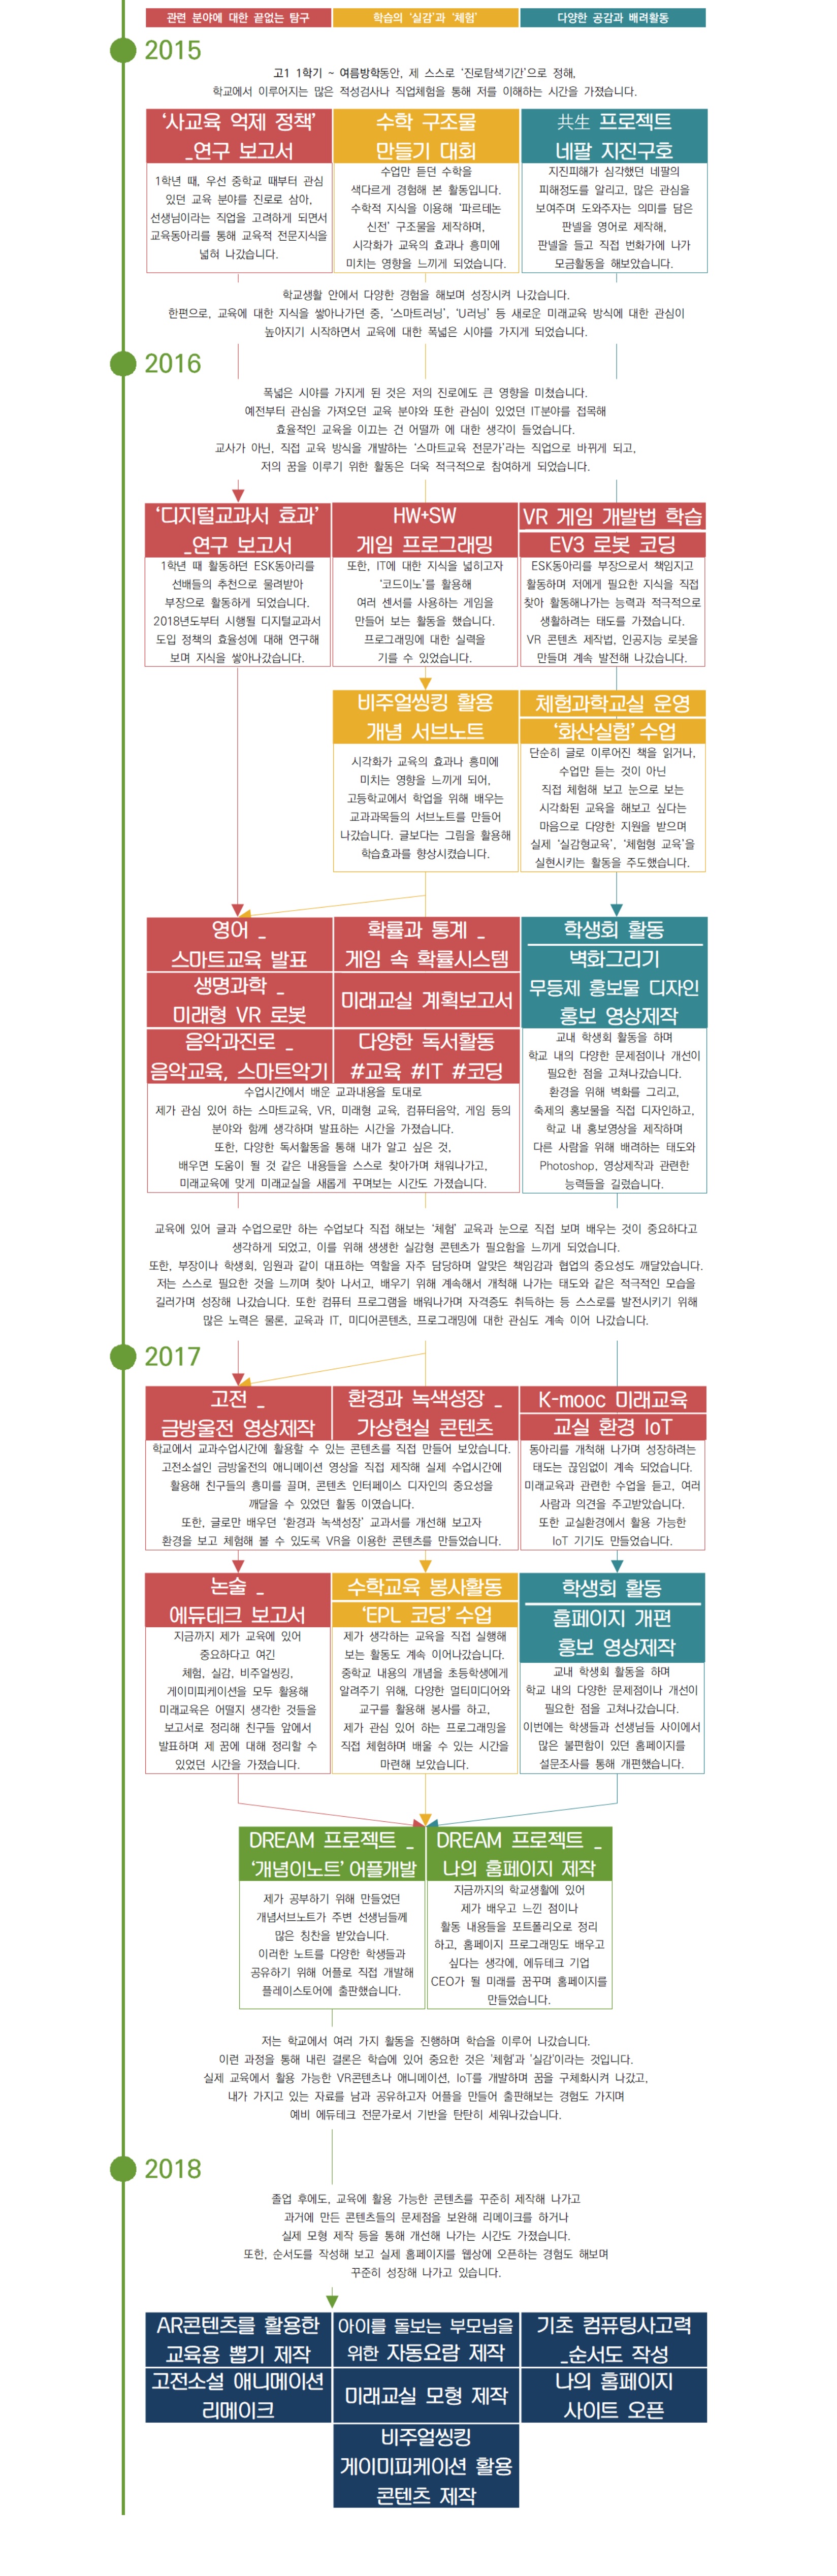 관련 분야에 대한 끝없는 탐구
학습의 '실감'과 '체험'
다양한 공감과 배려활동
2015
고1 1학기 ~ 여름방학동안, 제 스스로 '진로탐색기간'으로 정해,
학교에서 이루어지는 많은 적성검사나 직업체험을 통해 저를 이해하는 시간을 가졌습니다.
'사교육 억제 정책'
_연구 보고서
1학년 때, 우선 중학교 때부터 관심
있던 교육 분야를 진로로 삼아,
선생님이라는 직업을 고려하게 되면서
교육동아리를 통해 교육적 전문지식을
넓혀 나갔습니다.
수학 구조물
만들기 대회
수업만 듣던 수학을
색다르게 경험해 본 활동입니다.
수학적 지식을 이용해 '파르테논
신전' 구조물을 제작하며,
시각화가 교육의 효과나 흥미에
미치는 영향을 느끼게 되었습니다.
共生 프로젝트
네팔 지진구호
지진피해가 심각했던 네팔의
피해정도를 알리고, 많은 관심을
보여주며 도와주자는 의미를 담은
판넬을 영어로 제작해,
판넬을 들고 직접 번화가에 나가
모금활동을 해보았습니다.
학교생활 안에서 다양한 경험을 해보며 성장시켜 나갔습니다.
한편으로, 교육에 대한 지식을 쌓아나가던 중, '스마트러닝', 'U러닝' 등 새로운 미래교육 방식에 대한 관심이
높아지기 시작하면서 교육에 대한 폭넓은 시야를 가지게 되었습니다.
2016
폭넓은 시야를 가지게 된 것은 저의 진로에도 큰 영향을 미쳤습니다.
예전부터 관심을 가져오던 교육 분야와 또한 관심이 있었던 IT분야를 접목해
효율적인 교육을 이끄는 건 어떨까 에 대한 생각이 들었습니다.
교사가 아닌, 직접 교육 방식을 개발하는 '스마트교육 전문가'라는 직업으로 바뀌게 되고,
저의 꿈을 이루기 위한 활동은 더욱 적극적으로 참여하게 되었습니다.
'디지털교과서 효과'
_연구 보고서
1학년 때 활동하던 ESK동아리를
선배들의 추천으로 물려받아
부장으로 활동하게 되었습니다.
2018년도부터 시행될 디지털교과서
도입 정책의 효율성에 대해 연구해
보며 지식을 쌓아나갔습니다.
HW+SW
게임 프로그래밍
또한, IT에 대한 지식을 넓히고자
'코드이노'를 활용해
여러 센서를 사용하는 게임을
만들어 보는 활동을 했습니다.
프로그래밍에 대한 실력을
기를 수 있었습니다.
VR 게임 개발법 학습
EV3 로봇 코딩
ESK동아리를 부장으로서 책임지고
활동하며 저에게 필요한 지식을 직접
찾아 활동해나가는 능력과 적극적으로
생활하려는 태도를 가졌습니다.
VR 콘텐츠 제작법, 인공지능 로봇을
만들며 계속 발전해 나갔습니다.
비주얼씽킹 활용
개념 서브노트
시각화가 교육의 효과나 흥미에
미치는 영향을 느끼게 되어,
고등학교에서 학업을 위해 배우는
교과과목들의 서브노트를 만들어
나갔습니다. 글보다는 그림을 활용해
학습효과를 향상시켰습니다.
체험과학교실 운영
'화산실험' 수업
단순히 글로 이루어진 책을 읽거나,
수업만 듣는 것이 아닌
직접 체험해 보고 눈으로 보는
시각화된 교육을 해보고 싶다는
마음으로 다양한 지원을 받으며
실제 '실감형교육', '체험형 교육'을
실현시키는 활동을 주도했습니다.
영어 _
스마트교육 발표
확률과 통계 _
게임 속 확률시스템
생명과학 _
미래형 VR 로봇
미래교실 계획보고서
음악과진로 _
음악교육, 스마트악기
다양한 독서활동
#교육 #IT #코딩
수업시간에서 배운 교과내용을 토대로
제가 관심 있어 하는 스마트교육, VR, 미래형 교육, 컴퓨터음악, 게임 등의
분야와 함께 생각하며 발표하는 시간을 가졌습니다.
또한, 다양한 독서활동을 통해 내가 알고 싶은 것,
배우면 도움이 될 것 같은 내용들을 스스로 찾아가며 채워나가고,
미래교육에 맞게 미래교실을 새롭게 꾸며보는 시간도 가졌습니다.
학생회 활동
벽화그리기
무등제 홍보물 디자인
홍보 영상제작
교내 학생회 활동을 하며
학교 내의 다양한 문제점이나 개선이
필요한 점을 고쳐나갔습니다.
환경을 위해 벽화를 그리고,
축제의 홍보물을 직접 디자인하고,
학교 내 홍보영상을 제작하며
다른 사람을 위해 배려하는 태도와
Photoshop, 영상제작과 관련한
능력들을 길렀습니다.
교육에 있어 글과 수업으로만 하는 수업보다 직접 해보는 '체험' 교육과 눈으로 직접 보며 배우는 것이 중요하다고
생각하게 되었고, 이를 위해 생생한 실감형 콘텐츠가 필요함을 느끼게 되었습니다.
또한, 부장이나 학생회, 임원과 같이 대표하는 역할을 자주 담당하며 알맞은 책임감과 협업의 중요성도 깨달았습니다.
저는 스스로 필요한 것을 느끼며 찾아 나서고, 배우기 위해 계속해서 개척해 나가는 태도와 같은 적극적인 모습을
길러가며 성장해 나갔습니다. 또한 컴퓨터 프로그램을 배워나가며 자격증도 취득하는 등 스스로를 발전시키기 위해
많은 노력은 물론, 교육과 IT, 미디어콘텐츠, 프로그래밍에 대한 관심도 계속 이어 나갔습니다.
2017
고전 _
금방울전 영상제작
환경과 녹색성장 _
가상현실 콘텐츠
학교에서 교과수업시간에 활용할 수 있는 콘텐츠를 직접 만들어 보았습니다.
고전소설인 금방울전의 애니메이션 영상을 직접 제작해 실제 수업시간에
활용해 친구들의 흥미를 끌며, 콘텐츠 인터페이스 디자인의 중요성을
깨달을 수 있었던 활동 이였습니다.
또한, 글로만 배우던 '환경과 녹색성장' 교과서를 개선해 보고자
환경을 보고 체험해 볼 수 있도록 VR을 이용한 콘텐츠를 만들었습니다.
K-mooc 미래교육
교실 환경 IoT
동아리를 개척해 나가며 성장하려는
태도는 끊임없이 계속 되었습니다.
미래교육과 관련한 수업을 듣고, 여러
사람과 의견을 주고받았습니다.
또한 교실환경에서 활용 가능한
IoT 기기도 만들었습니다.
논술 _
에듀테크 보고서
지금까지 제가 교육에 있어
중요하다고 여긴
체험, 실감, 비주얼씽킹,
게이미피케이션을 모두 활용해
미래교육은 어떨지 생각한 것들을
보고서로 정리해 친구들 앞에서
발표하며 제 꿈에 대해 정리할 수
있었던 시간을 가졌습니다.
수학교육 봉사활동
'EPL 코딩' 수업
제가 생각하는 교육을 직접 실행해
보는 활동도 계속 이어나갔습니다.
중학교 내용의 개념을 초등학생에게
알려주기 위해, 다양한 멀티미디어와
교구를 활용해 봉사를 하고,
제가 관심 있어 하는 프로그래밍을
직접 체험하며 배울 수 있는 시간을
마련해 보았습니다.
학생회 활동
홈페이지 개편
홍보 영상제작
교내 학생회 활동을 하며
학교 내의 다양한 문제점이나 개선이
필요한 점을 고쳐나갔습니다.
이번에는 학생들과 선생님들 사이에서
많은 불편함이 있던 홈페이지를
설문조사를 통해 개편했습니다.
DREAM 프로젝트 _
'개념이노트' 어플개발
제가 공부하기 위해 만들었던
개념서브노트가 주변 선생님들께
많은 칭찬을 받았습니다.
이러한 노트를 다양한 학생들과
공유하기 위해 어플로 직접 개발해
플레이스토어에 출판했습니다.
DREAM 프로젝트 _
나의 홈페이지 제작
지금까지의 학교생활에 있어
제가 배우고 느낀 점이나
활동 내용들을 포트폴리오로 정리
하고, 홈페이지 프로그래밍도 배우고
싶다는 생각에, 에듀테크 기업
CEO가 될 미래를 꿈꾸며 홈페이지를
만들었습니다.
저는 학교에서 여러 가지 활동을 진행하며 학습을 이루어 나갔습니다.
이런 과정을 통해 내린 결론은 학습에 있어 중요한 것은 '체험'과 '실감'이라는 것입니다.
실제 교육에서 활용 가능한 VR콘텐츠나 애니메이션, IoT를 개발하며 꿈을 구체화시켜 나갔고,
내가 가지고 있는 자료를 남과 공유하고자 어플을 만들어 출판해보는 경험도 가지며
예비 에듀테크 전문가로서 기반을 탄탄히 세워나갔습니다.
2018
졸업 후에도, 교육에 활용 가능한 콘텐츠를 꾸준히 제작해 나가고
과거에 만든 콘텐츠들의 문제점을 보완해 리메이크를 하거나
실제 모형 제작 등을 통해 개선해 나가는 시간도 가졌습니다.
또한, 순서도를 작성해 보고 실제 홈페이지를 웹상에 오픈하는 경험도 해보며
꾸준히 성장해 나가고 있습니다.
AR콘텐츠를 활용한
교육용 뽑기 제작
아이를 돌보는 부모님을
위한 자동요람 제작
기초 컴퓨팅사고력
_순서도 작성
고전소설 애니메이션
리메이크
미래교실 모형 제작
나의 홈페이지
사이트 오픈
비주얼씽킹
게이미피케이션 활용
콘텐츠 제작